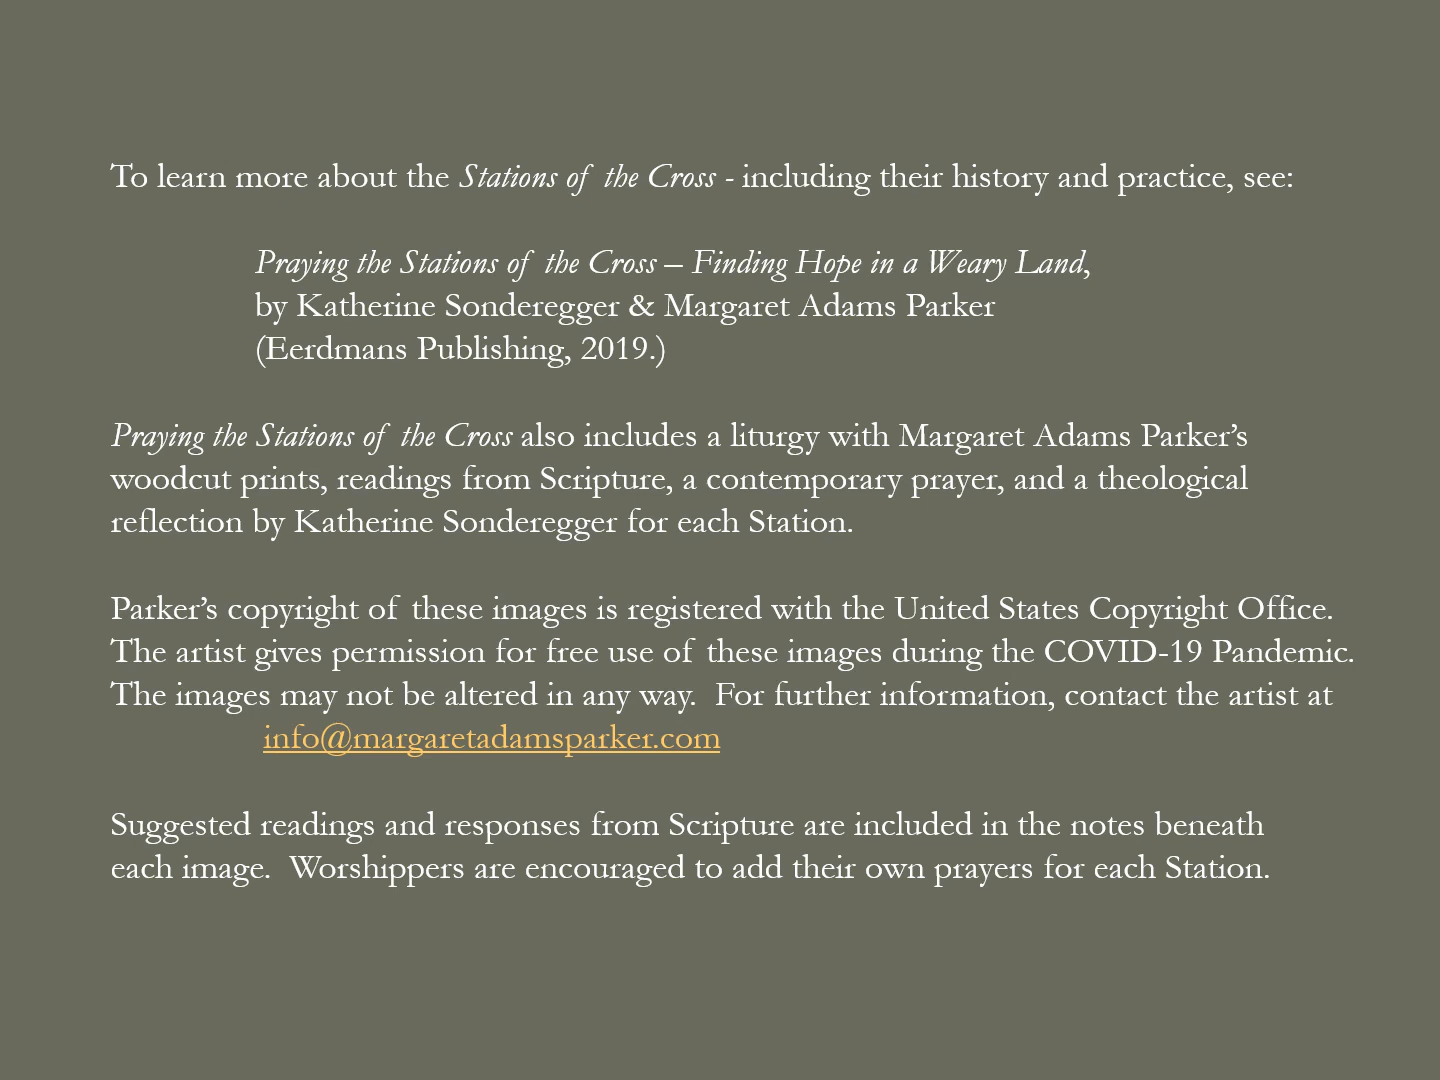 To learn more about the Stations of the Cross - including their history and practice, see:
Praying the Stations of the Cross – Finding Hope in a Weary Land,
by Katherine Sonderegger & Margaret Adams Parker
(Eerdmans Publishing, 2019.)
Praying the Stations of the Cross also includes a liturgy with Margaret Adams Parker’s
woodcut prints, readings from Scripture, a contemporary prayer, and a theological
reflection by Katherine Sonderegger for each Station.
Parker’s copyright of these images is registered with the United States Copyright Office.
The artist gives permission for free use of these images during the COVID-19 Pandemic.
The images may not be altered in any way.  For further information, contact the artist at
info@margaretadamsparker.com
Suggested readings and responses from Scripture are included in the notes beneath
each image.  Worshippers are encouraged to add their own prayers for each Station.